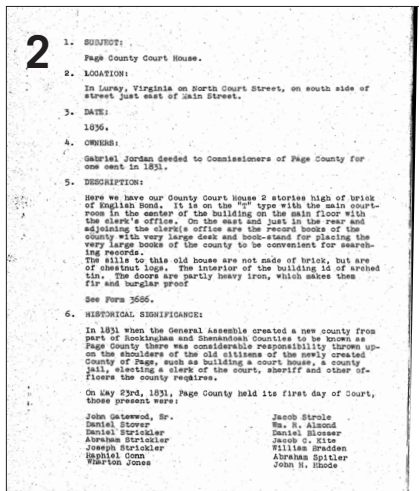 2
1. SUBJECT:
Page County Court House.
2. LOCATION:
In Luray, Virginia on North Court Street, on south side of
street just east of Main Street.
3. DATE:
1836.
4. OWNERS:
Gabriel Jordan deeded to Commissioners of Page County for
one cent in 1831.
5. DESCRIPTION:
Here we have our County Court House 2 stories high of brick
of English Bond. It is on the "T" type with the main court-
room in the center of the building on the main floor with
the clerk's office. On the east and just in the rear and
adjoining the clerk(s office are the record books of the
county with very large desk and book-stand for placing the
very large books of the county to be convenient for search-
ing records.
The sills to this old house are not made of brick, but are
of chestnut logs. The interior of the building id of arched
tin. The doors are partly heavy iron, which makes them
fir and burglar proof
See Form 3686.
6. HISTORICAL SIGNIFICANCE:
In 1831 when the General Assemble created a new county from
part of Rockingham and Shenandoah Counties to be known as
Page County there was considerable responsibility thrown up-
on the shoulders of the old citizens of the newly created
County of Page, such as building a court house, a county
jail, electing a clerk of the court, sheriff and other of-
ficers the county requires.
On May 23rd, 1831, Page County held its first day of Court,
those present were:
John Gatewood, Sr. Jacob Strole
Daniel Stover Wm. R. Almond
Daniel Strickler Daniel Blosser
Abraham Strickler Jacob C. Kite
Joseph Strickler William Bradden
Raphiel Conn Abraham Spitler
Wharton Jones John M. Rhode